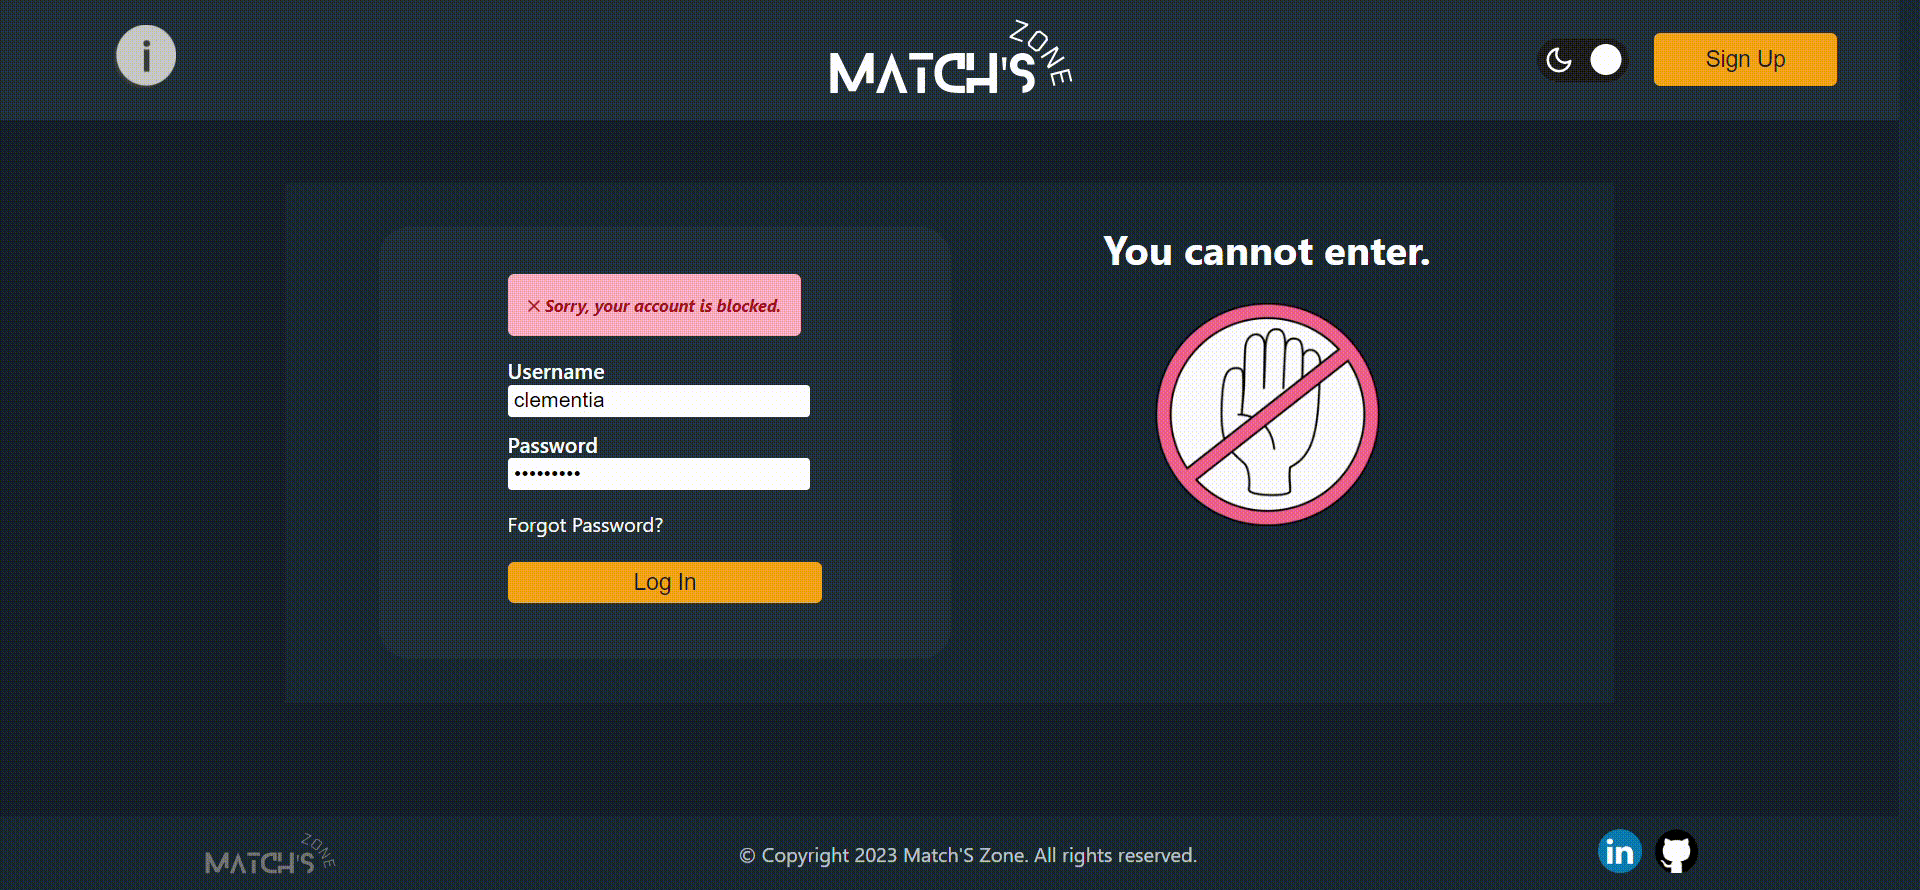 i
MATCH'S ZONE
Sign Up
Sorry, your account is blocked.
Username
clementia
Password
•••••••••
Forgot Password?
Log In
You cannot enter.
MATCH'S ZONE
© Copyright 2023 Match'S Zone. All rights reserved.
in